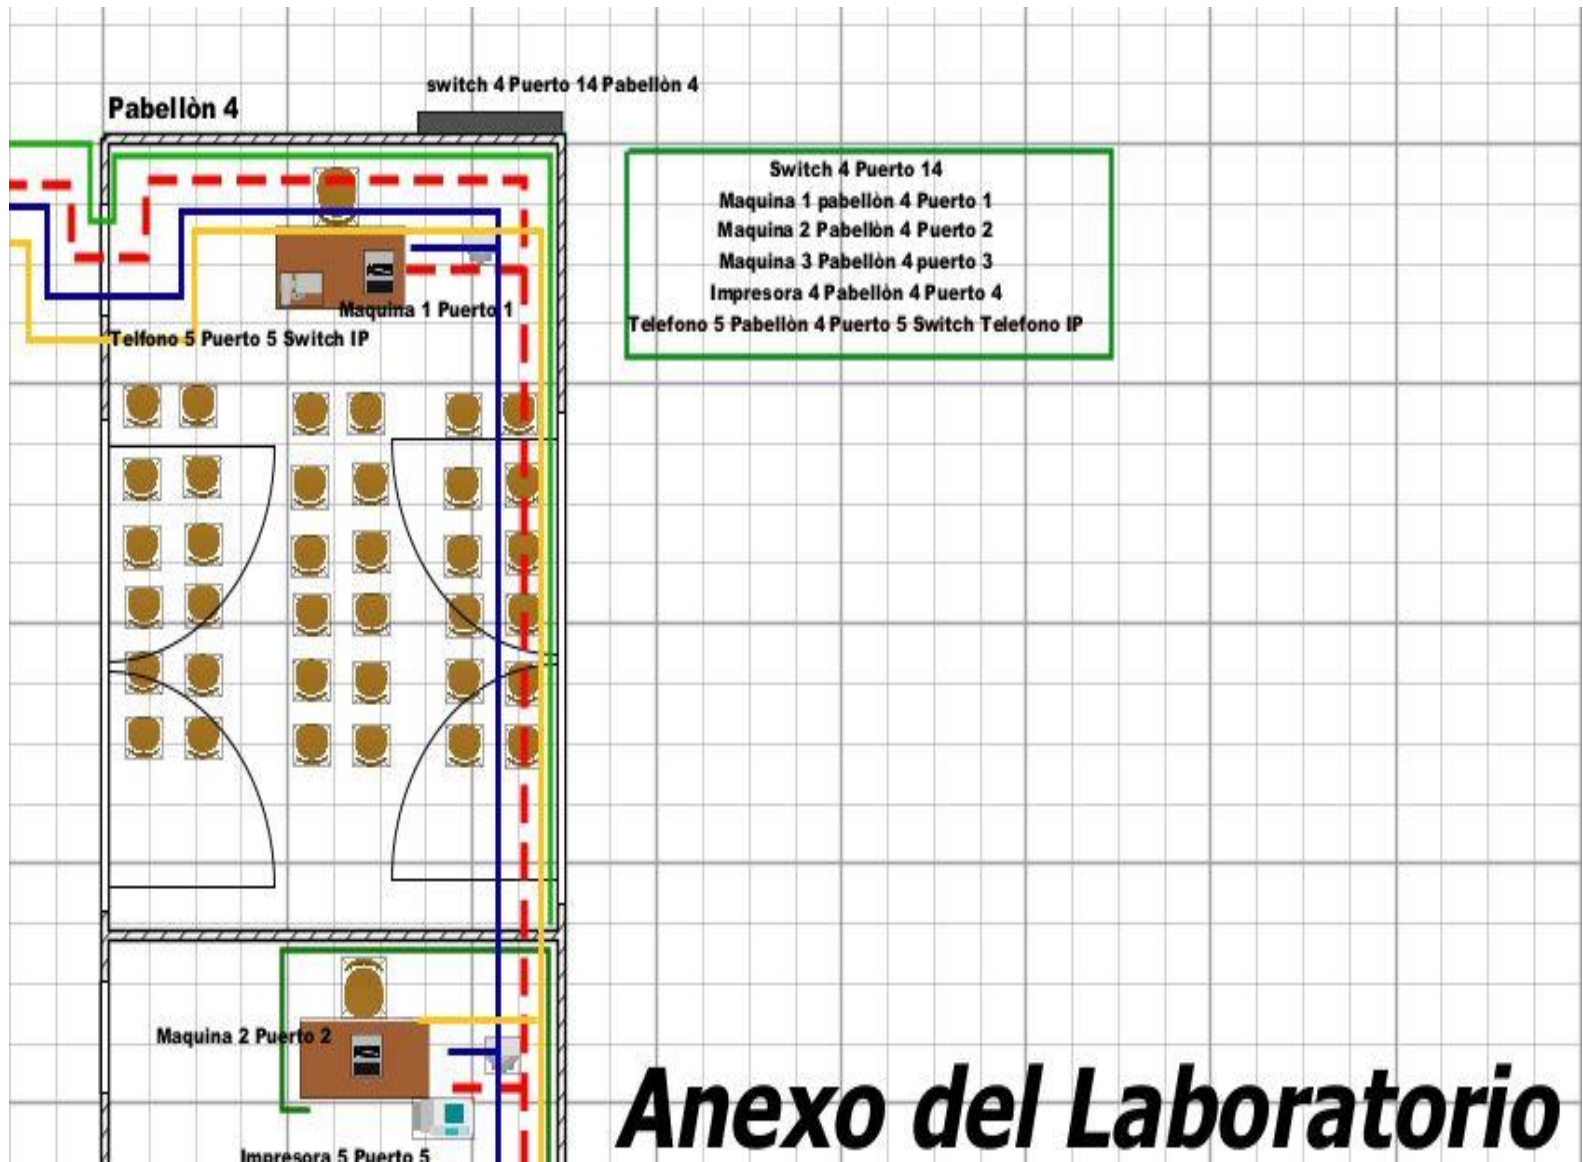 switch 4 Puerto 14 Pabellòn 4
Pabellòn 4
Switch 4 Puerto 14
Maquina 1 pabellòn 4 Puerto 1
Maquina 2 Pabellòn 4 Puerto 2
Maquina 3 Pabellòn 4 puerto 3
Impresora 4 Pabellòn 4 Puerto 4
Telefono 5 Pabellòn 4 Puerto 5 Switch Telefono IP
Maquina 1 Puerto 1
Telfono 5 Puerto 5 Switch IP
Maquina 2 Puerto 2
Anexo del Laboratorio
Impresora 5 Puerto 5